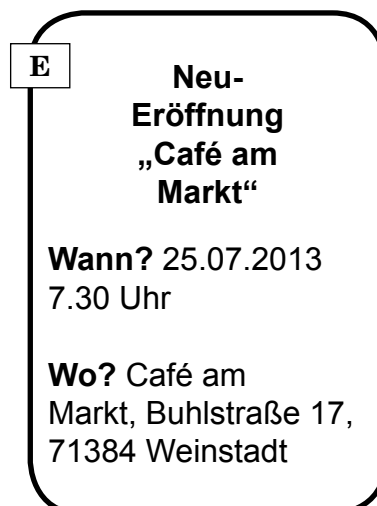 E
Neu-
Eröffnung
„Café am
Markt“
Wann? 25.07.2013
7.30 Uhr
Wo? Café am
Markt, Buhlstraße 17,
71384 Weinstadt